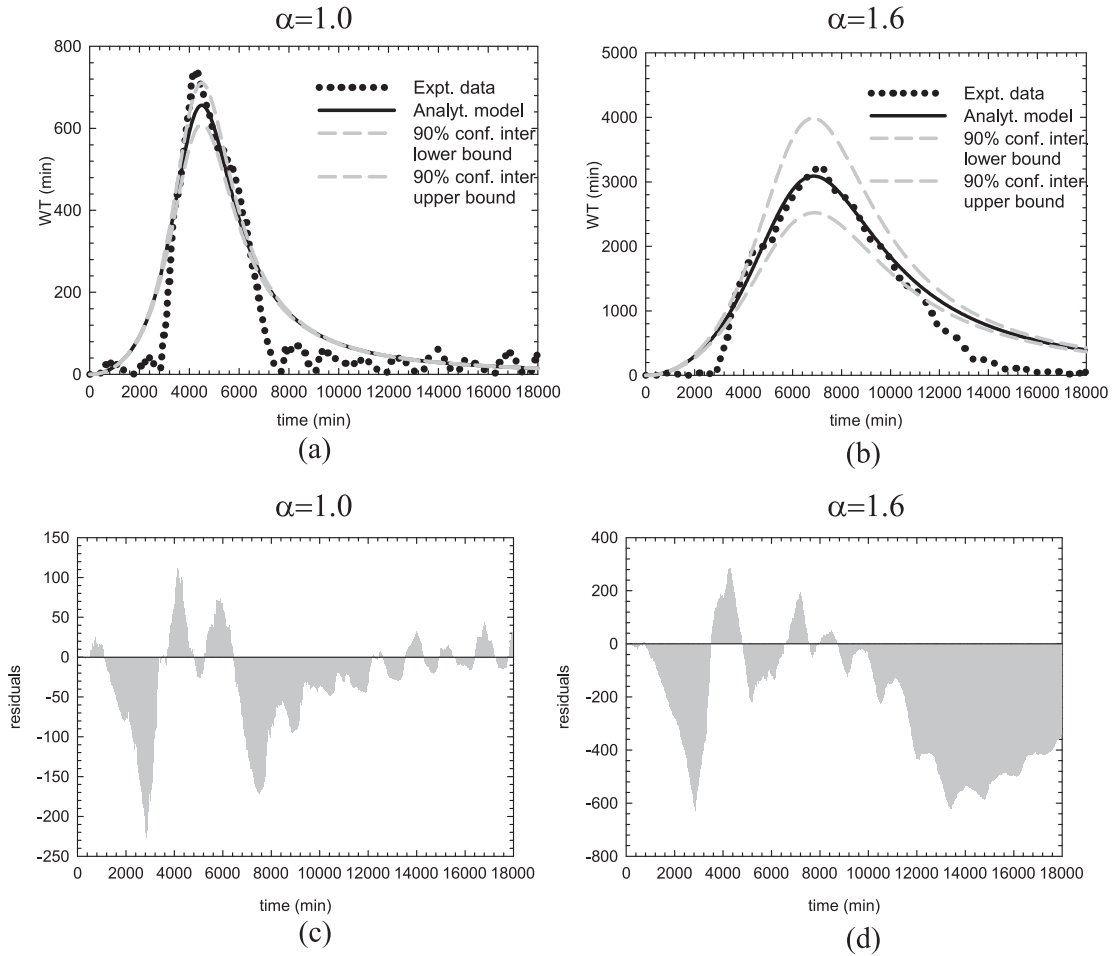 α=1.0
800
600
400
200
0
WT (min)
Expt. data
Analyt. model
90% conf. inter
lower bound
90% conf. inter
upper bound
0 2000 4000 6000 8000 10000 12000 14000 16000 18000
time (min)
(a)
α=1.6
5000
4000
3000
2000
1000
0
WT (min)
Expt. data
Analyt. model
90% conf. inter.
lower bound
90% conf. inter.
upper bound
0 2000 4000 6000 8000 10000 12000 14000 16000 18000
time (min)
(b)
α=1.0
150
100
50
0
-50
-100
-150
-200
-250
residuals
0 2000 4000 6000 8000 10000 12000 14000 16000 18000
time (min)
(c)
α=1.6
400
200
0
-200
-400
-600
-800
residuals
0 2000 4000 6000 8000 10000 12000 14000 16000 18000
time (min)
(d)